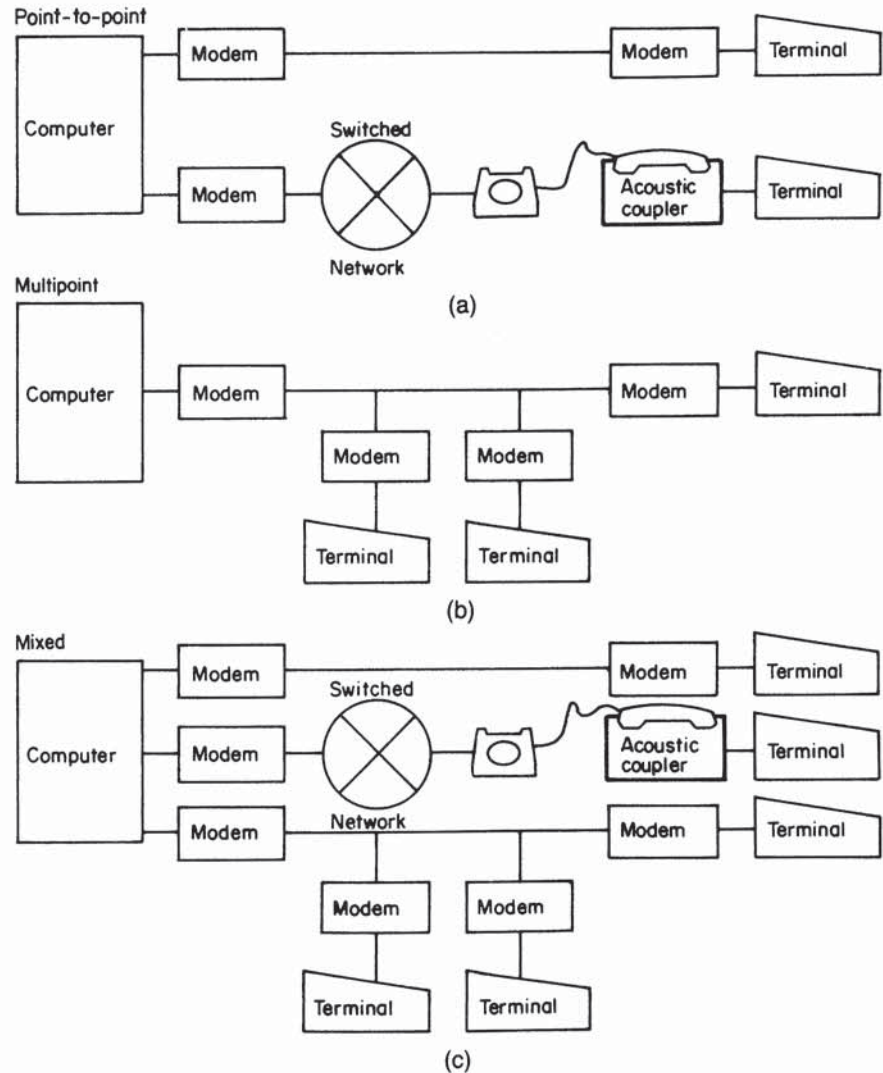 Point-to-point
Computer
Modem
Modem
Terminal
Modem
Switched
Network
Acoustic
coupler
Terminal
(a)
Multipoint
Computer
Modem
Modem
Terminal
Modem
Modem
Terminal
Terminal
(b)
Mixed
Computer
Modem
Modem
Terminal
Modem
Switched
Network
Acoustic
coupler
Terminal
Modem
Modem
Terminal
Modem
Modem
Terminal
Terminal
(c)